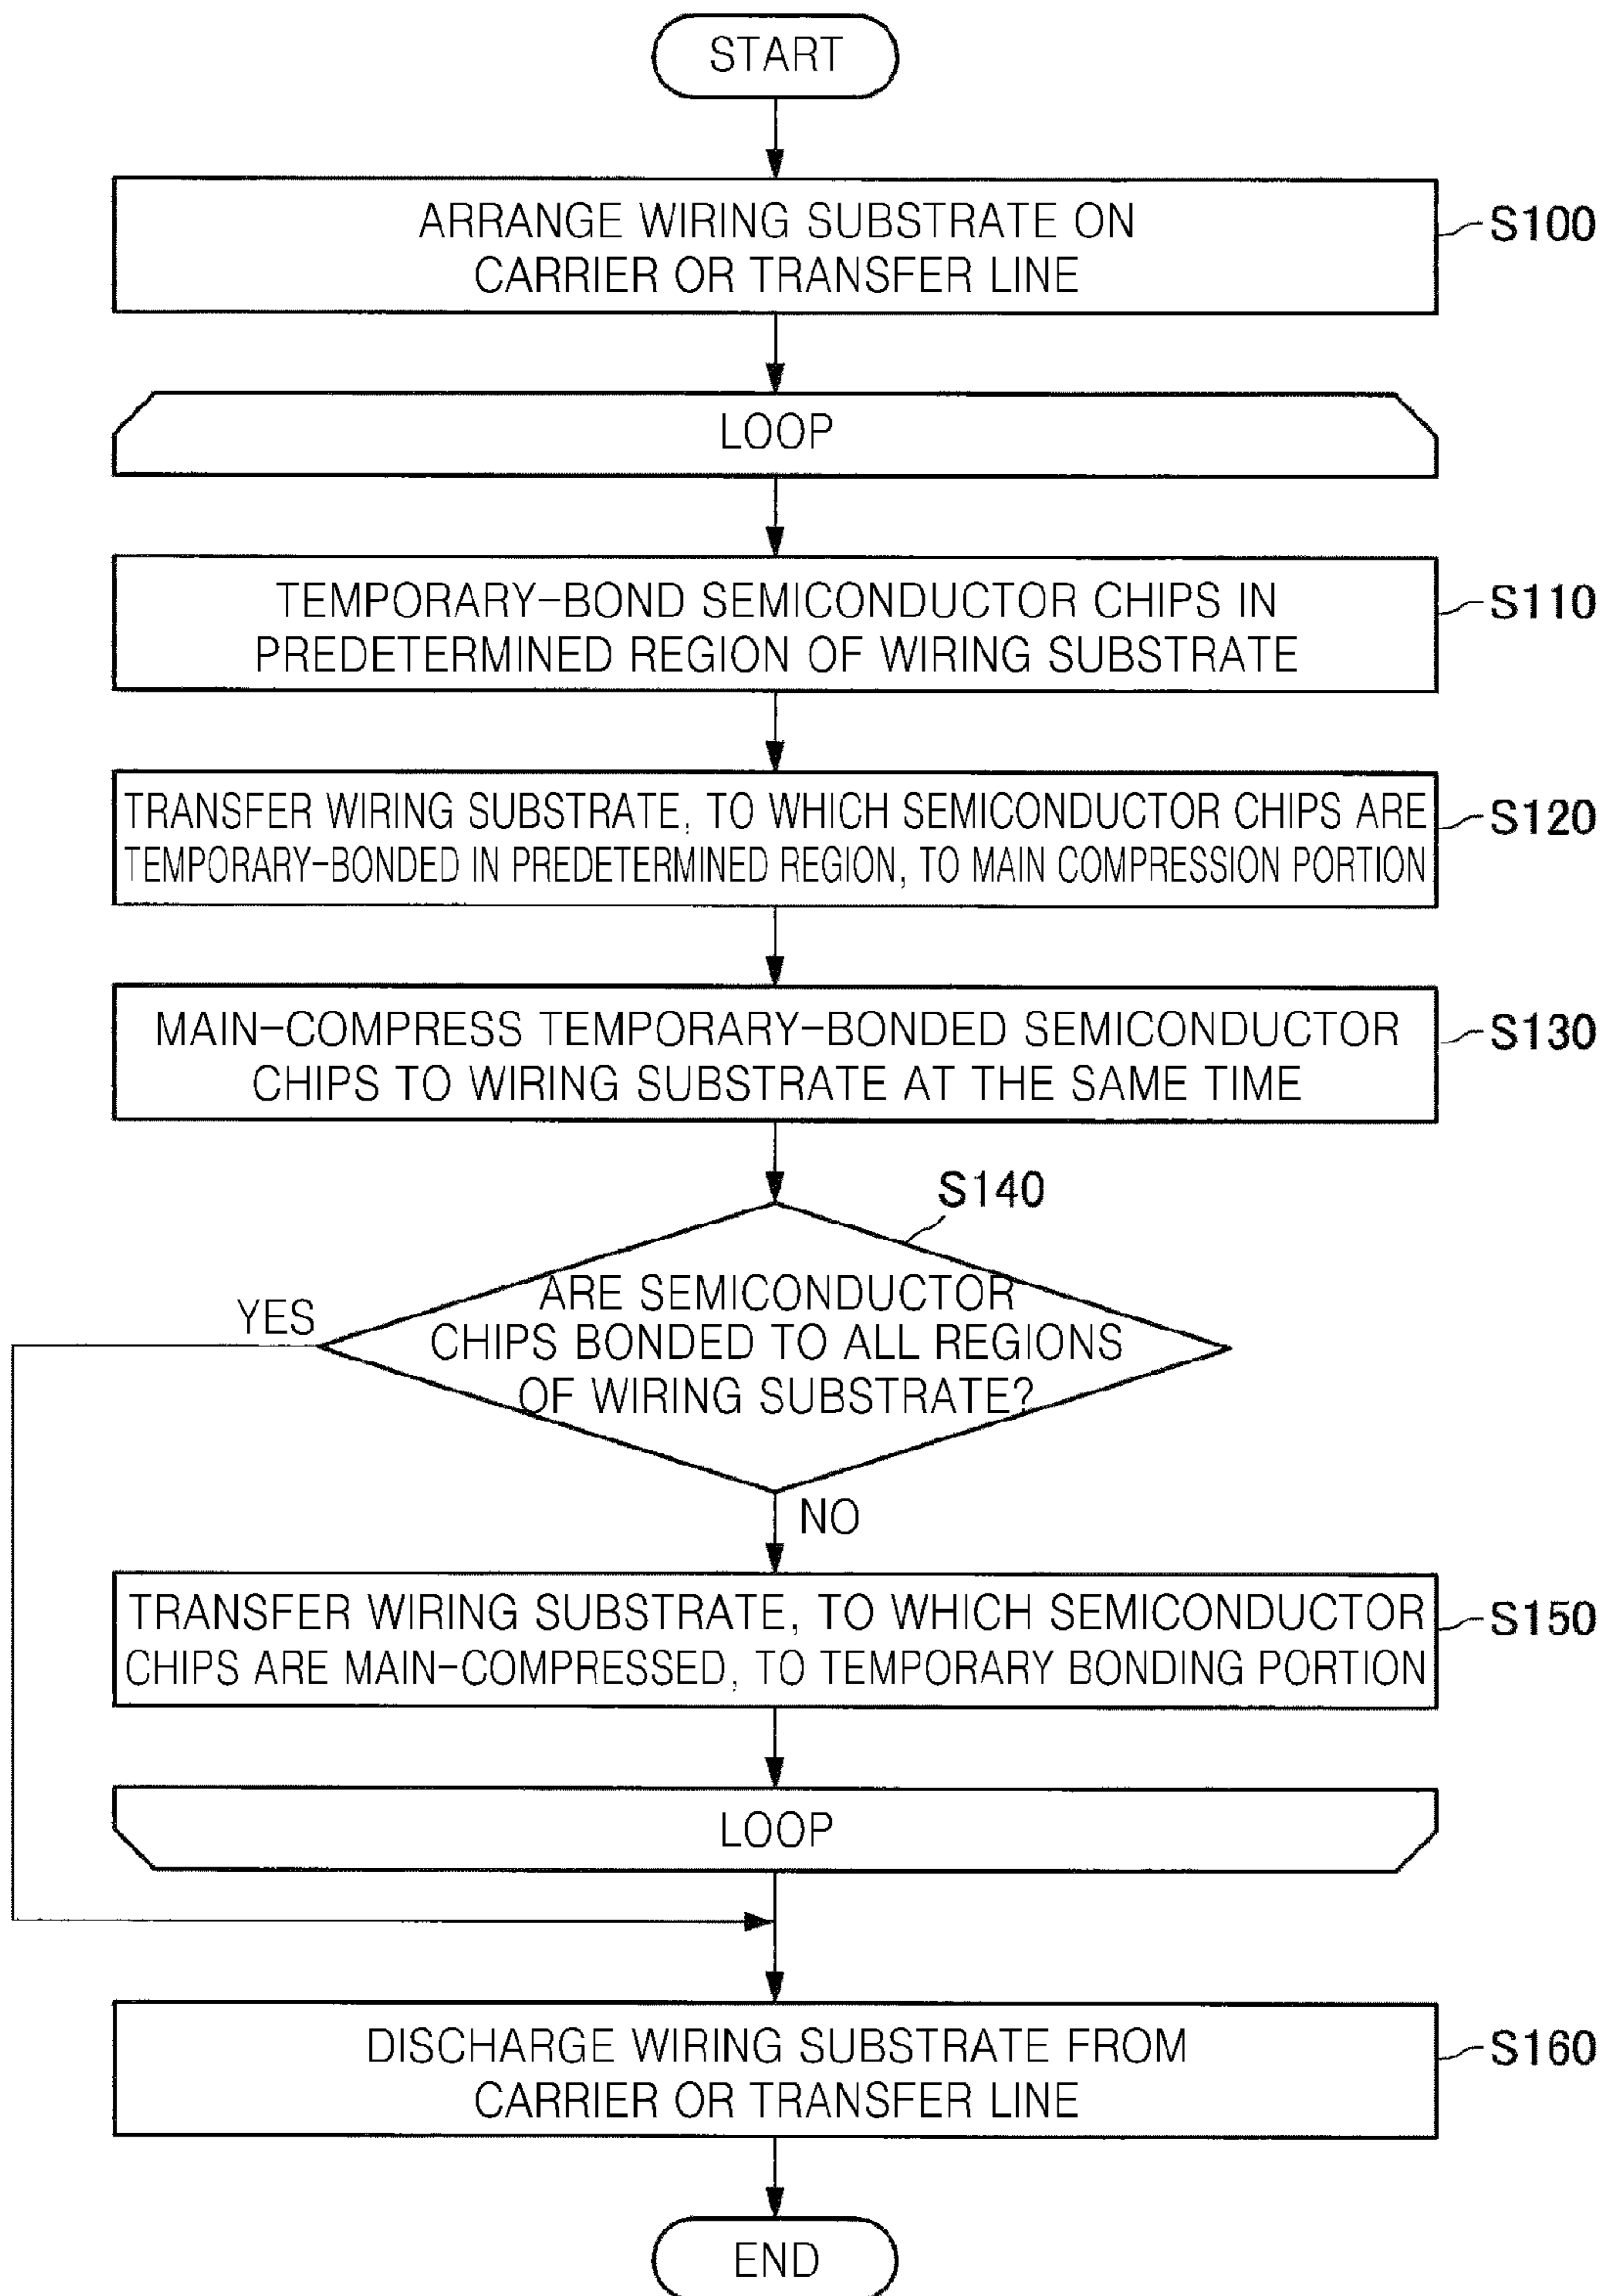 START
ARRANGE WIRING SUBSTRATE ON
CARRIER OR TRANSFER LINE
S100
LOOP
TEMPORARY-BOND SEMICONDUCTOR CHIPS IN
PREDETERMINED REGION OF WIRING SUBSTRATE
S110
TRANSFER WIRING SUBSTRATE, TO WHICH SEMICONDUCTOR CHIPS ARE
TEMPORARY-BONDED IN PREDETERMINED REGION, TO MAIN COMPRESSION PORTION
S120
MAIN-COMPRESS TEMPORARY-BONDED SEMICONDUCTOR
CHIPS TO WIRING SUBSTRATE AT THE SAME TIME
S130
S140
ARE SEMICONDUCTOR
CHIPS BONDED TO ALL REGIONS
OF WIRING SUBSTRATE?
YES
NO
TRANSFER WIRING SUBSTRATE, TO WHICH SEMICONDUCTOR
CHIPS ARE MAIN-COMPRESSED, TO TEMPORARY BONDING PORTION
S150
LOOP
DISCHARGE WIRING SUBSTRATE FROM
CARRIER OR TRANSFER LINE
S160
END